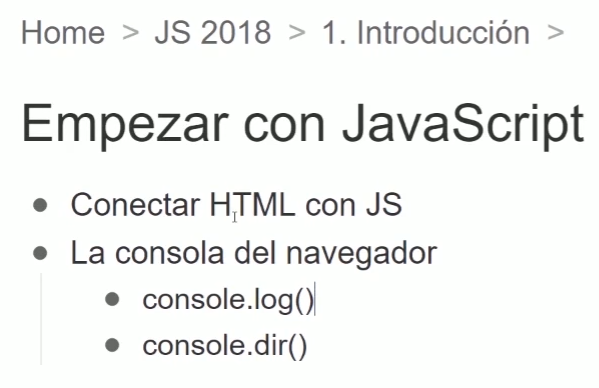 Home > JS 2018 > 1. Introducción >
Empezar con JavaScript
Conectar HTML con JS
La consola del navegador
console.log()
console.dir()